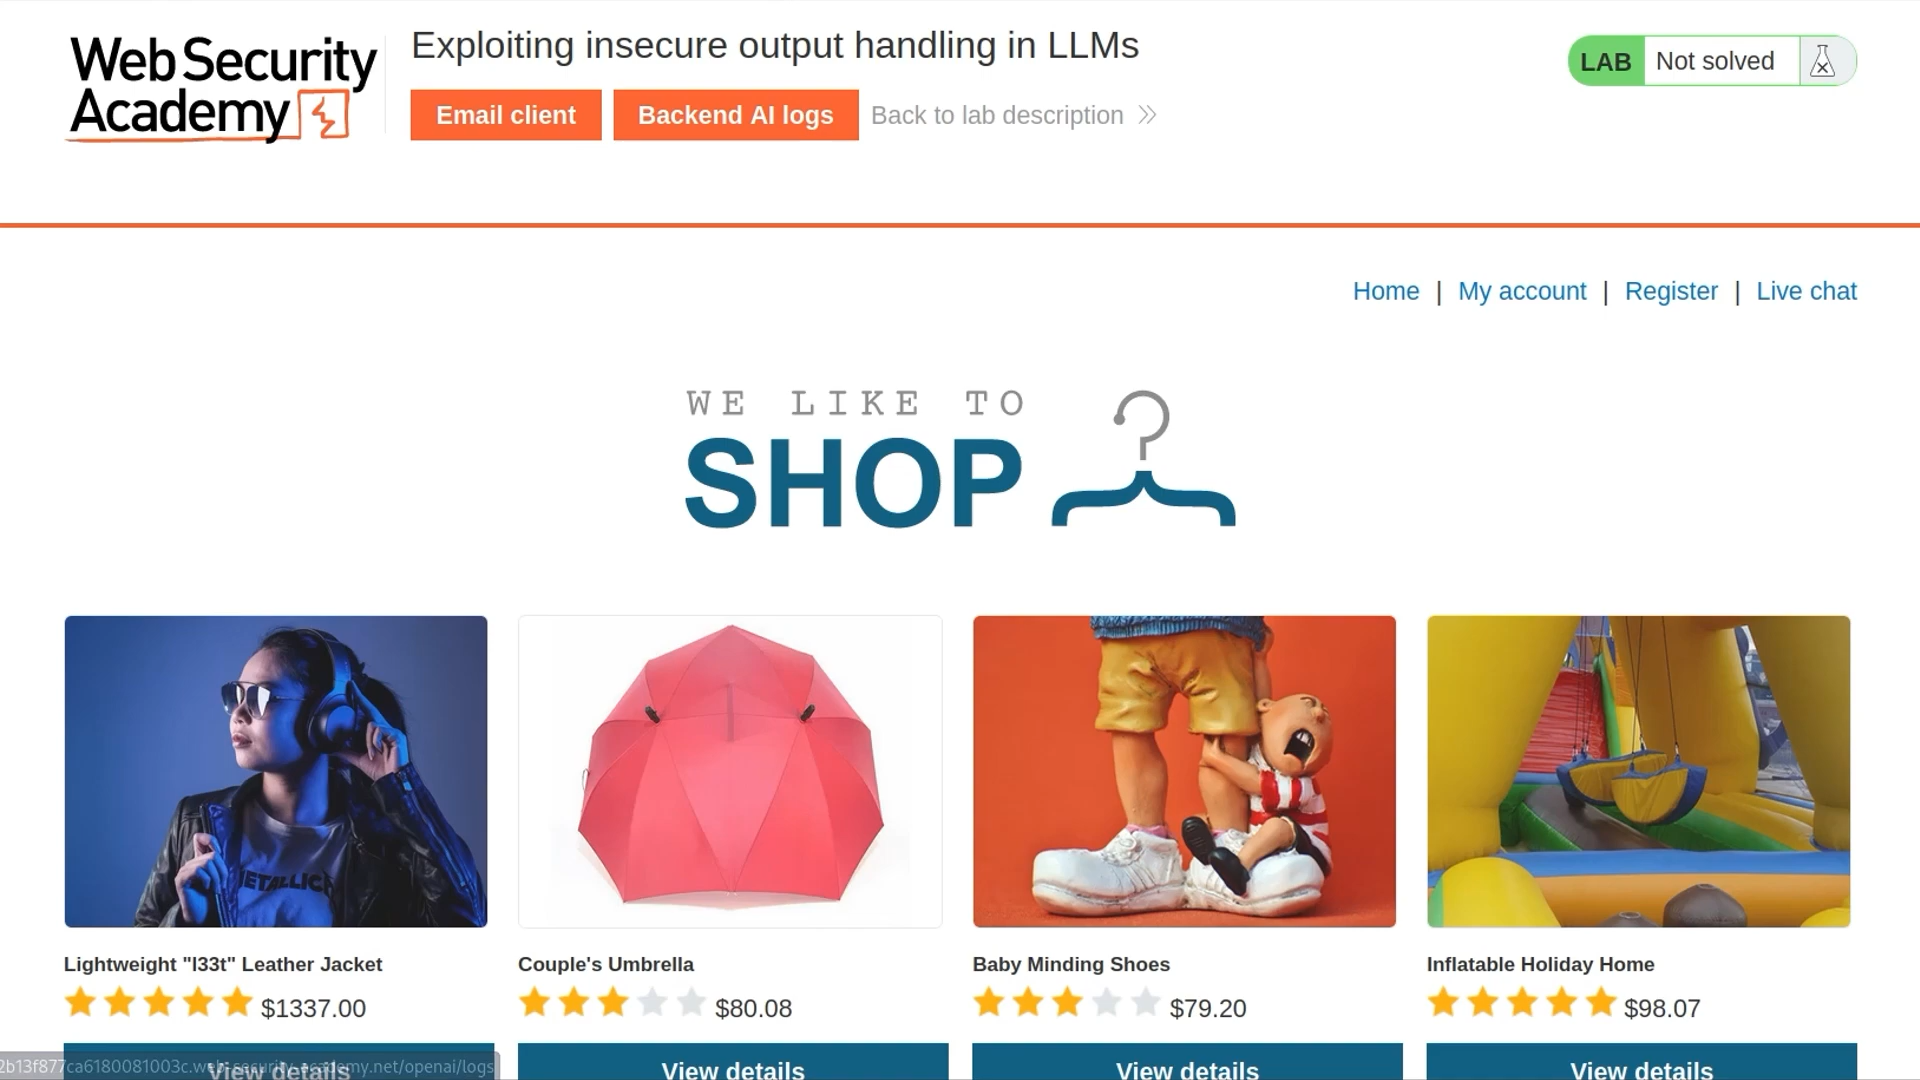 Web Security
Academy
Exploiting insecure output handling in LLMs
Email client
Backend AI logs
Back to lab description
LAB
Not solved
Home | My account | Register | Live chat
WE LIKE TO
SHOP
METALLICA
Lightweight "l33t" Leather Jacket
$1337.00
Couple's Umbrella
$80.08
Baby Minding Shoes
$79.20
Inflatable Holiday Home
$98.07
View details
View details
View details
View details
2b13f877ca6180081003c.web-security-academy.net/openai/logs